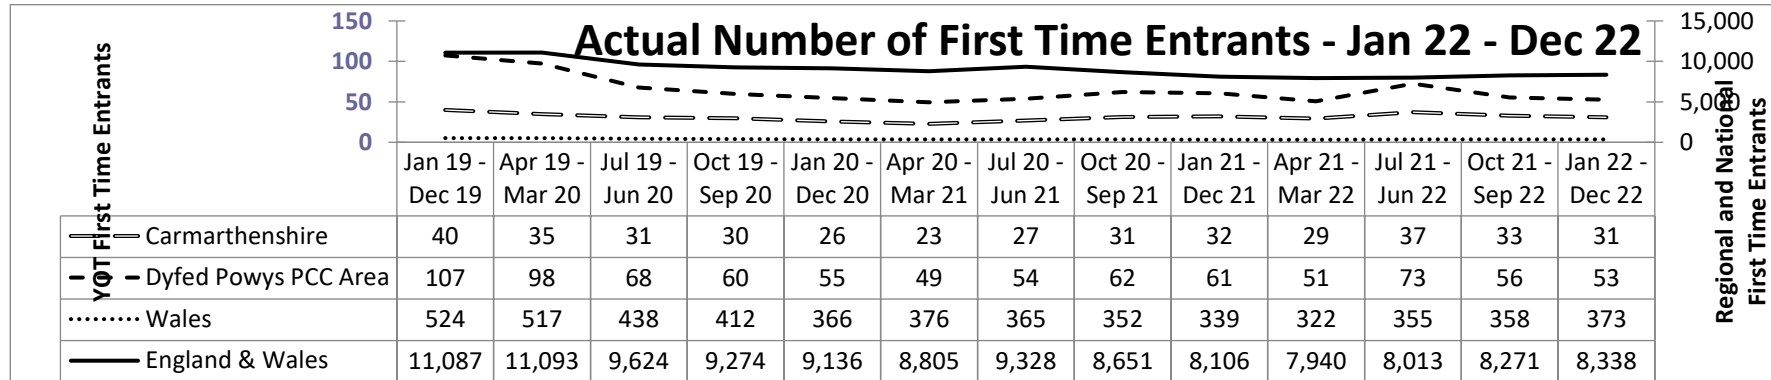 Actual Number of First Time Entrants - Jan 22 - Dec 22
YOT First Time Entrants
150
100
50
0
15,000
10,000
5,000
0
Regional and National
First Time Entrants
Jan 19 - Dec 19 Apr 19 - Mar 20 Jul 19 - Jun 20 Oct 19 - Sep 20 Jan 20 - Dec 20 Apr 20 - Mar 21 Jul 20 - Jun 21 Oct 20 - Sep 21 Jan 21 - Dec 21 Apr 21 - Mar 22 Jul 21 - Jun 22 Oct 21 - Sep 22 Jan 22 - Dec 22
Carmarthenshire 40 35 31 30 26 23 27 31 32 29 37 33 31
Dyfed Powys PCC Area 107 98 68 60 55 49 54 62 61 51 73 56 53
Wales 524 517 438 412 366 376 365 352 339 322 355 358 373
England & Wales 11,087 11,093 9,624 9,274 9,136 8,805 9,328 8,651 8,106 7,940 8,013 8,271 8,338